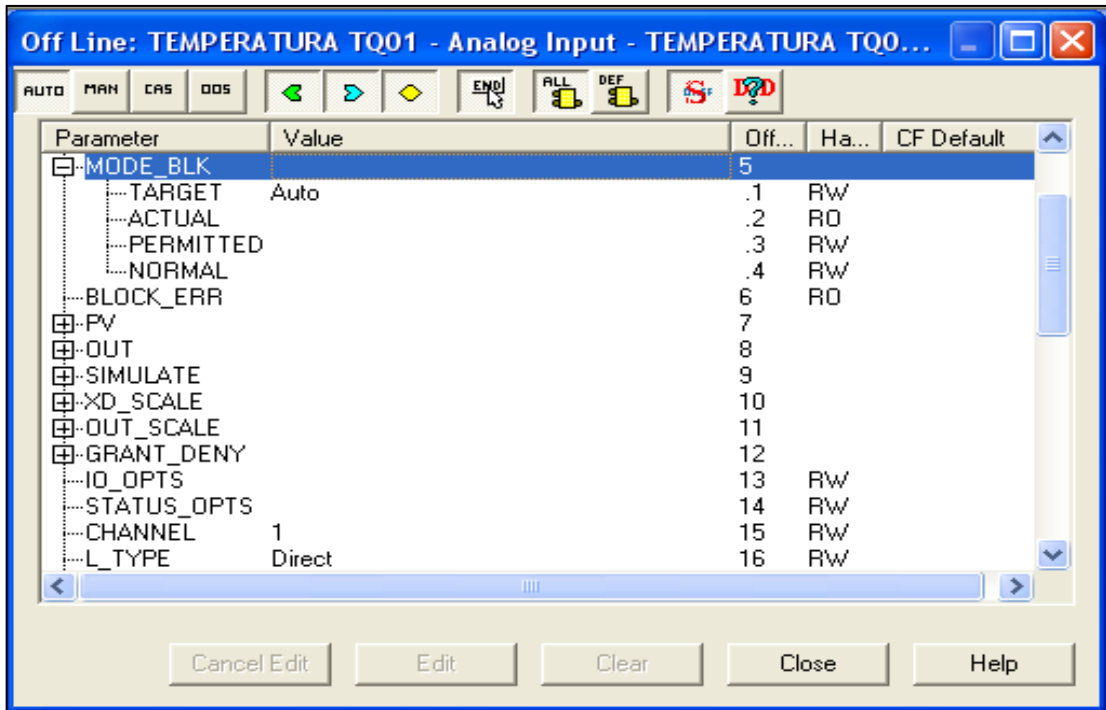 Off Line: TEMPERATURA TQ01 - Analog Input - TEMPERATURA TQ0...
AUTO MAN CAS OOS END ALL DEF S DD
Parameter Value Off... Ha... CF Default
MODE_BLK 5
TARGET Auto .1 RW
ACTUAL .2 RO
PERMITTED .3 RW
NORMAL .4 RW
BLOCK_ERR 6 RO
PV 7
OUT 8
SIMULATE 9
XD_SCALE 10
OUT_SCALE 11
GRANT_DENY 12
IO_OPTS 13 RW
STATUS_OPTS 14 RW
CHANNEL 1 15 RW
L_TYPE Direct 16 RW
Cancel Edit Edit Clear Close Help